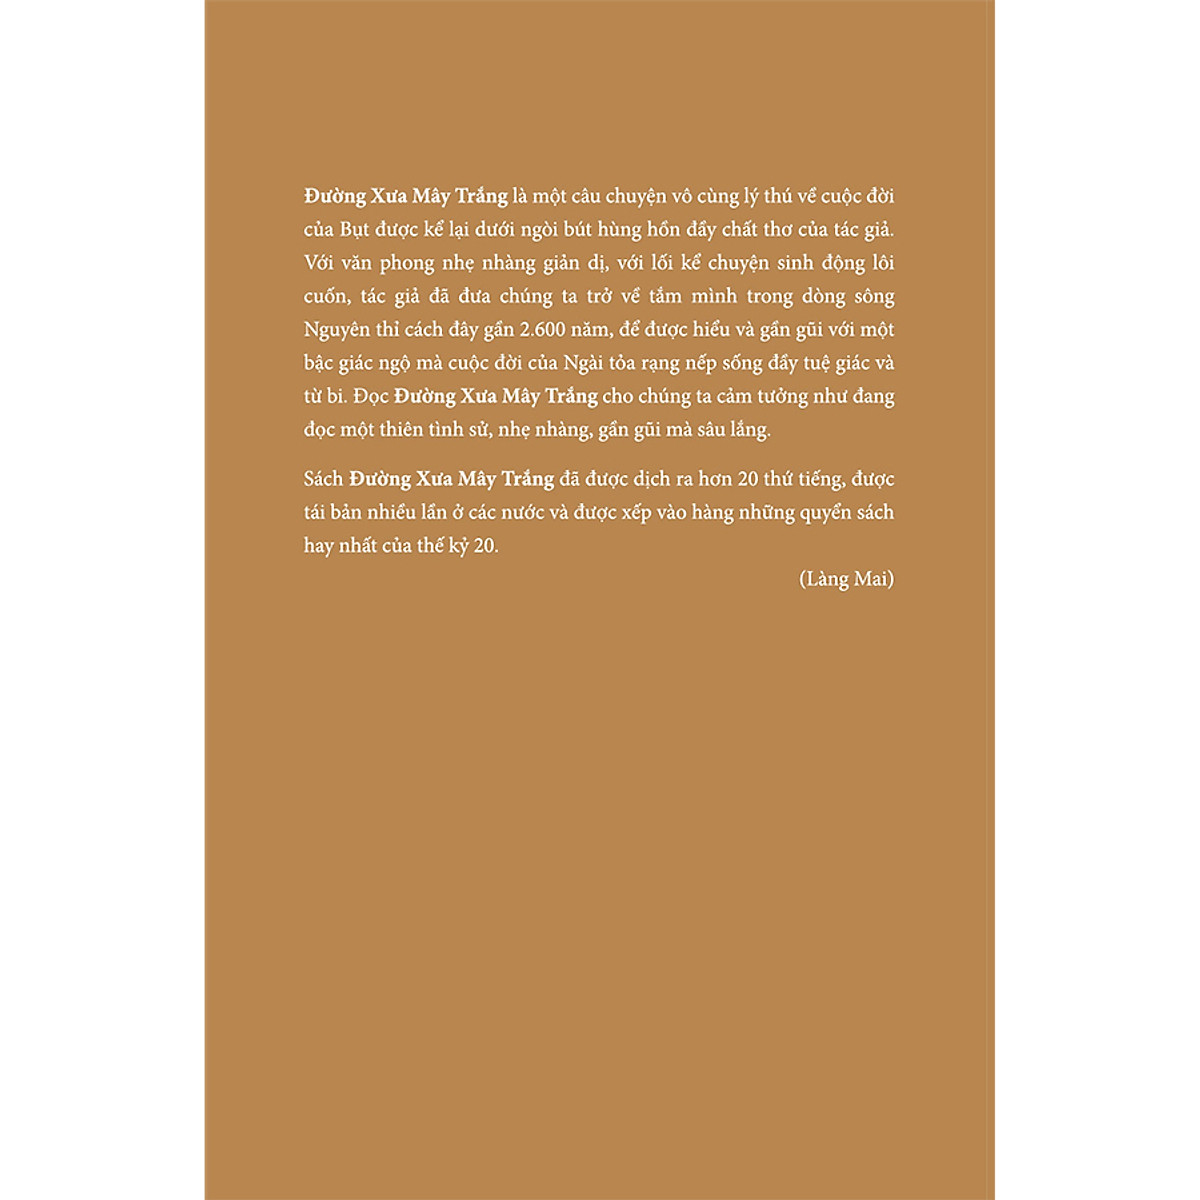 Đường Xưa Mây Trắng là một câu chuyện vô cùng lý thú về cuộc đời
của Bụt được kể lại dưới ngòi bút hùng hồn đầy chất thơ của tác giả.
Với văn phong nhẹ nhàng giản dị, với lối kể chuyện sinh động lôi
cuốn, tác giả đã đưa chúng ta trở về tắm mình trong dòng sông
Nguyên thỉ cách đây gần 2.600 năm, để được hiểu và gần gũi với một
bậc giác ngộ mà cuộc đời của Ngài tỏa rạng nếp sống đầy tuệ giác và
từ bi. Đọc Đường Xưa Mây Trắng cho chúng ta cảm tưởng như đang
đọc một thiên tình sử, nhẹ nhàng, gần gũi mà sâu lắng.
Sách Đường Xưa Mây Trắng đã được dịch ra hơn 20 thứ tiếng, được
tái bản nhiều lần ở các nước và được xếp vào hàng những quyển sách
hay nhất của thế kỷ 20.
(Làng Mai)